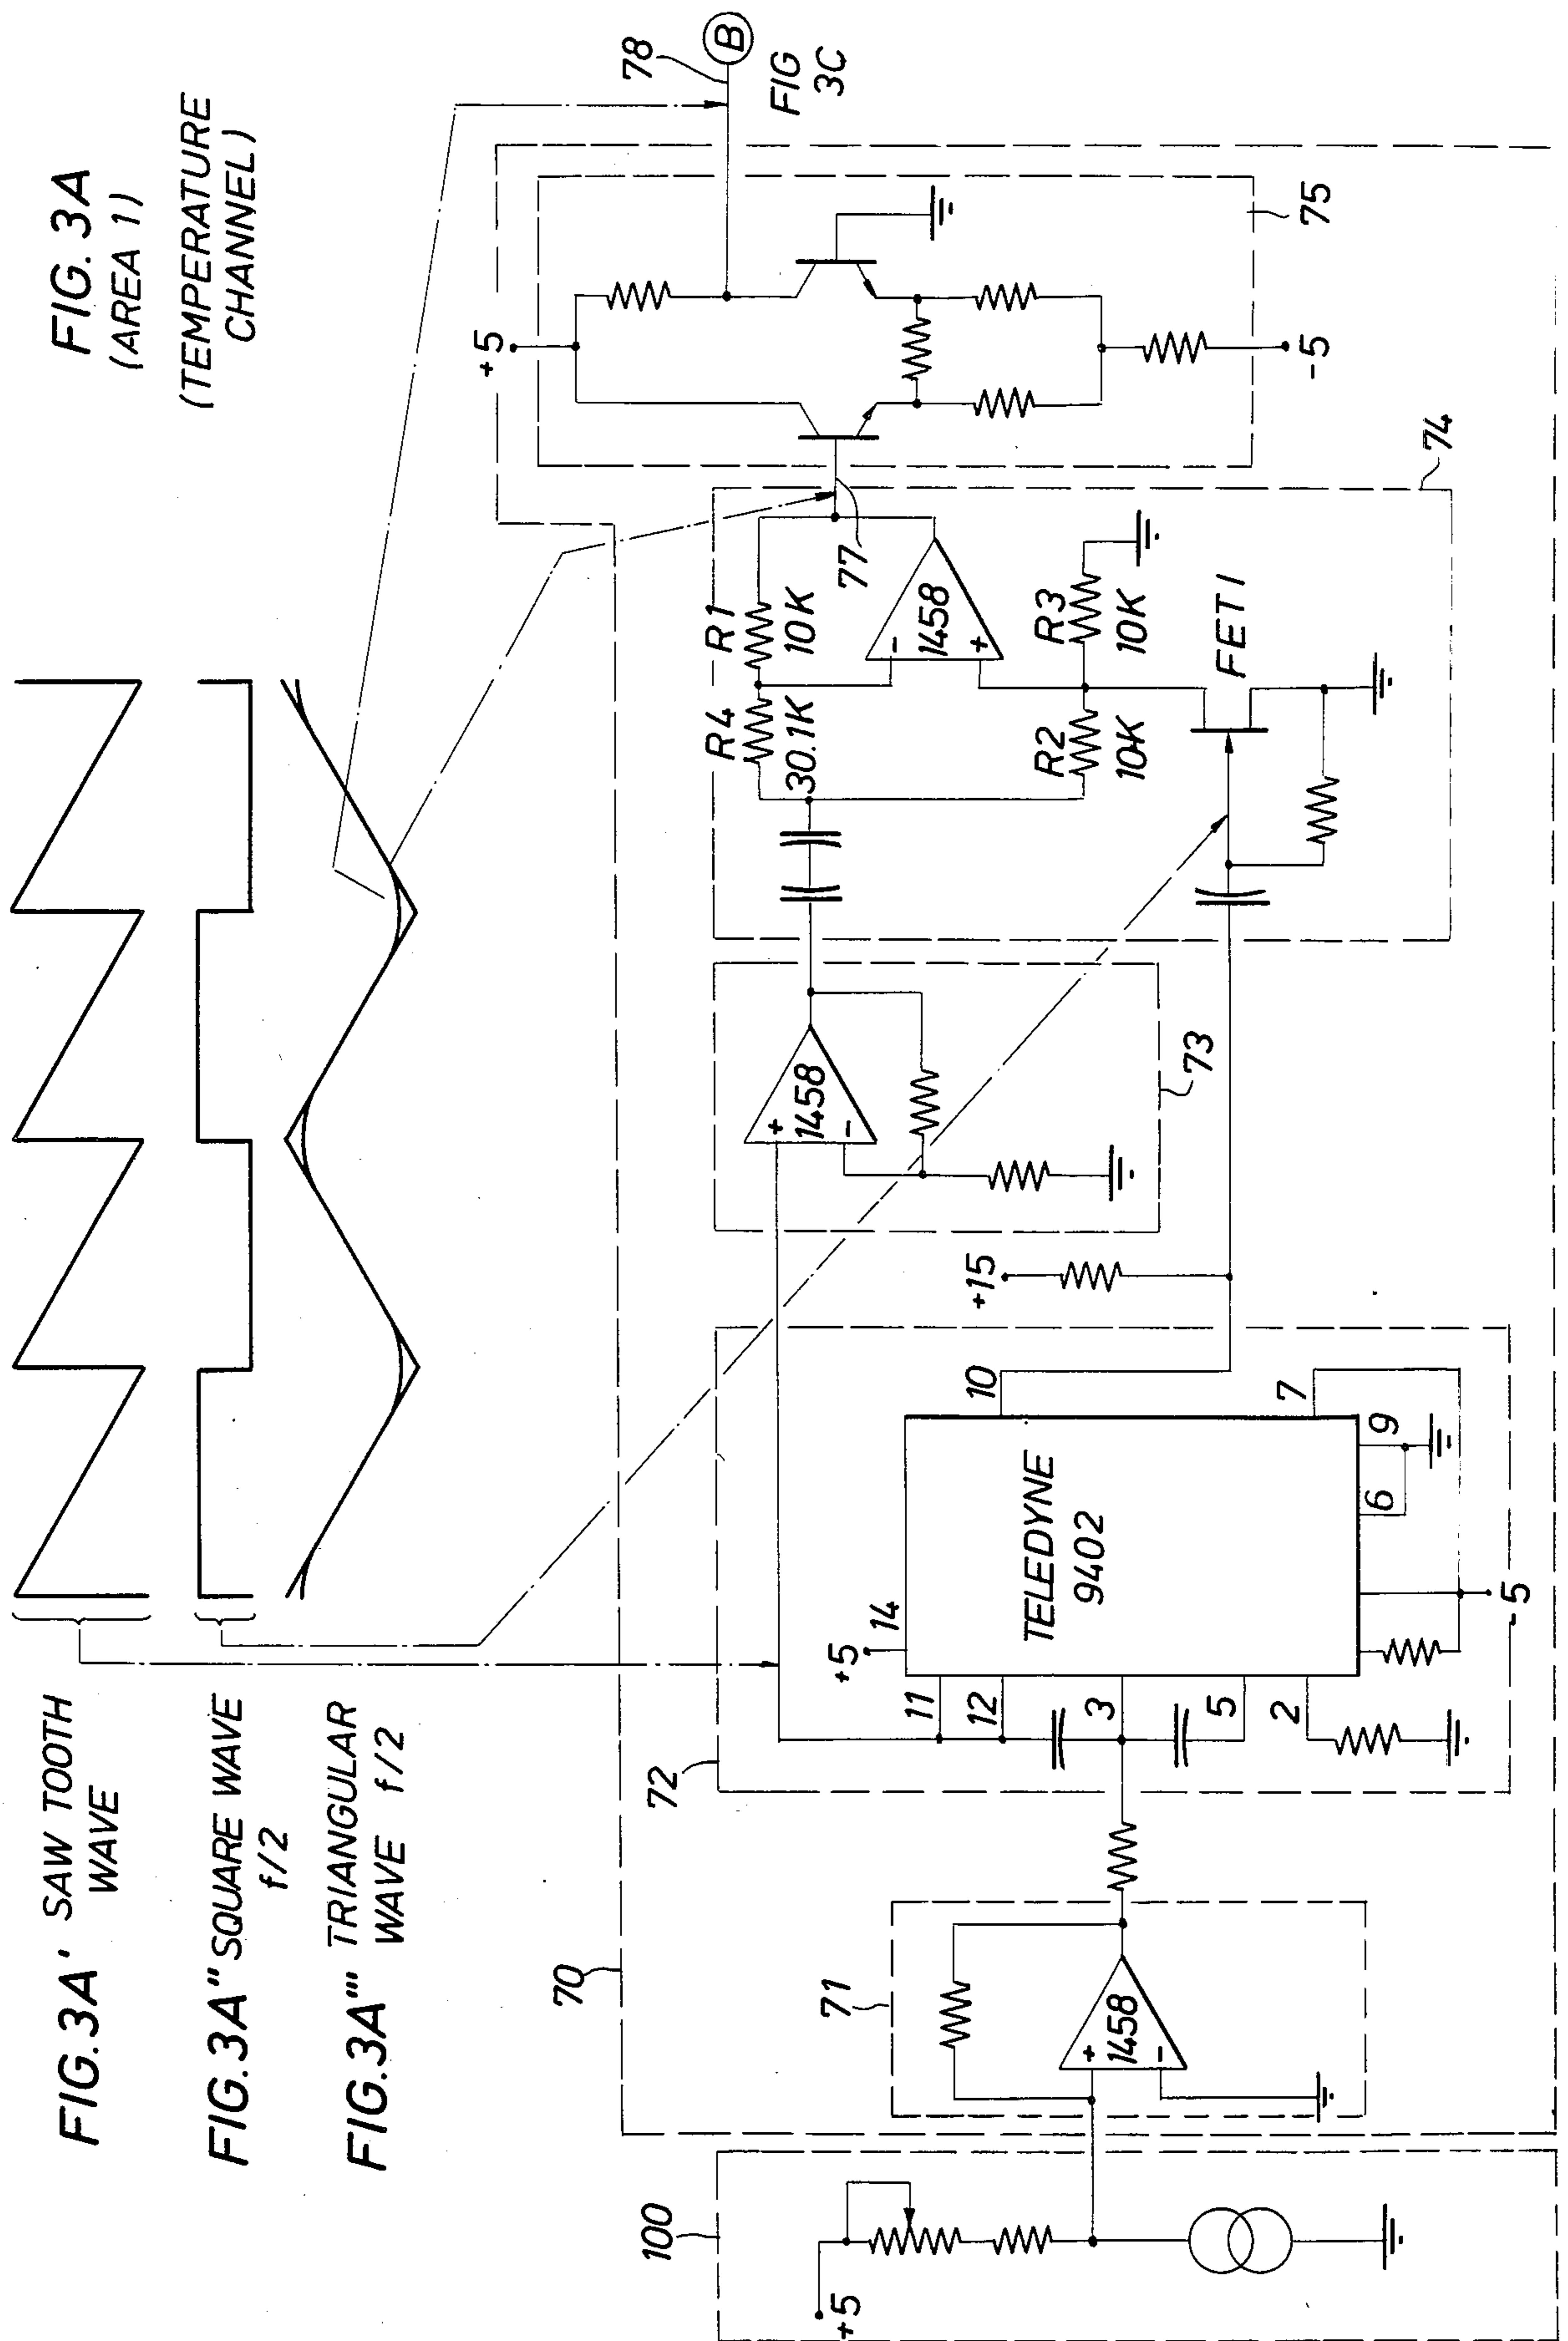 FIG. 3A
(AREA 1)
(TEMPERATURE
CHANNEL)
FIG.3A' SAW TOOTH
WAVE
FIG.3A" SQUARE WAVE
f/2
FIG.3A"' TRIANGULAR
WAVE f/2
78
B
FIG
3C
70
100
+5
71
+
1458
-
72
+5
14
11
12
3
5
2
TELEDYNE
9402
10
7
9
6
-5
+15
73
+
1458
-
74
R4
30.1K
R1
10K
-
1458
+
R2
10K
R3
10K
FET1
77
75
+5
-5